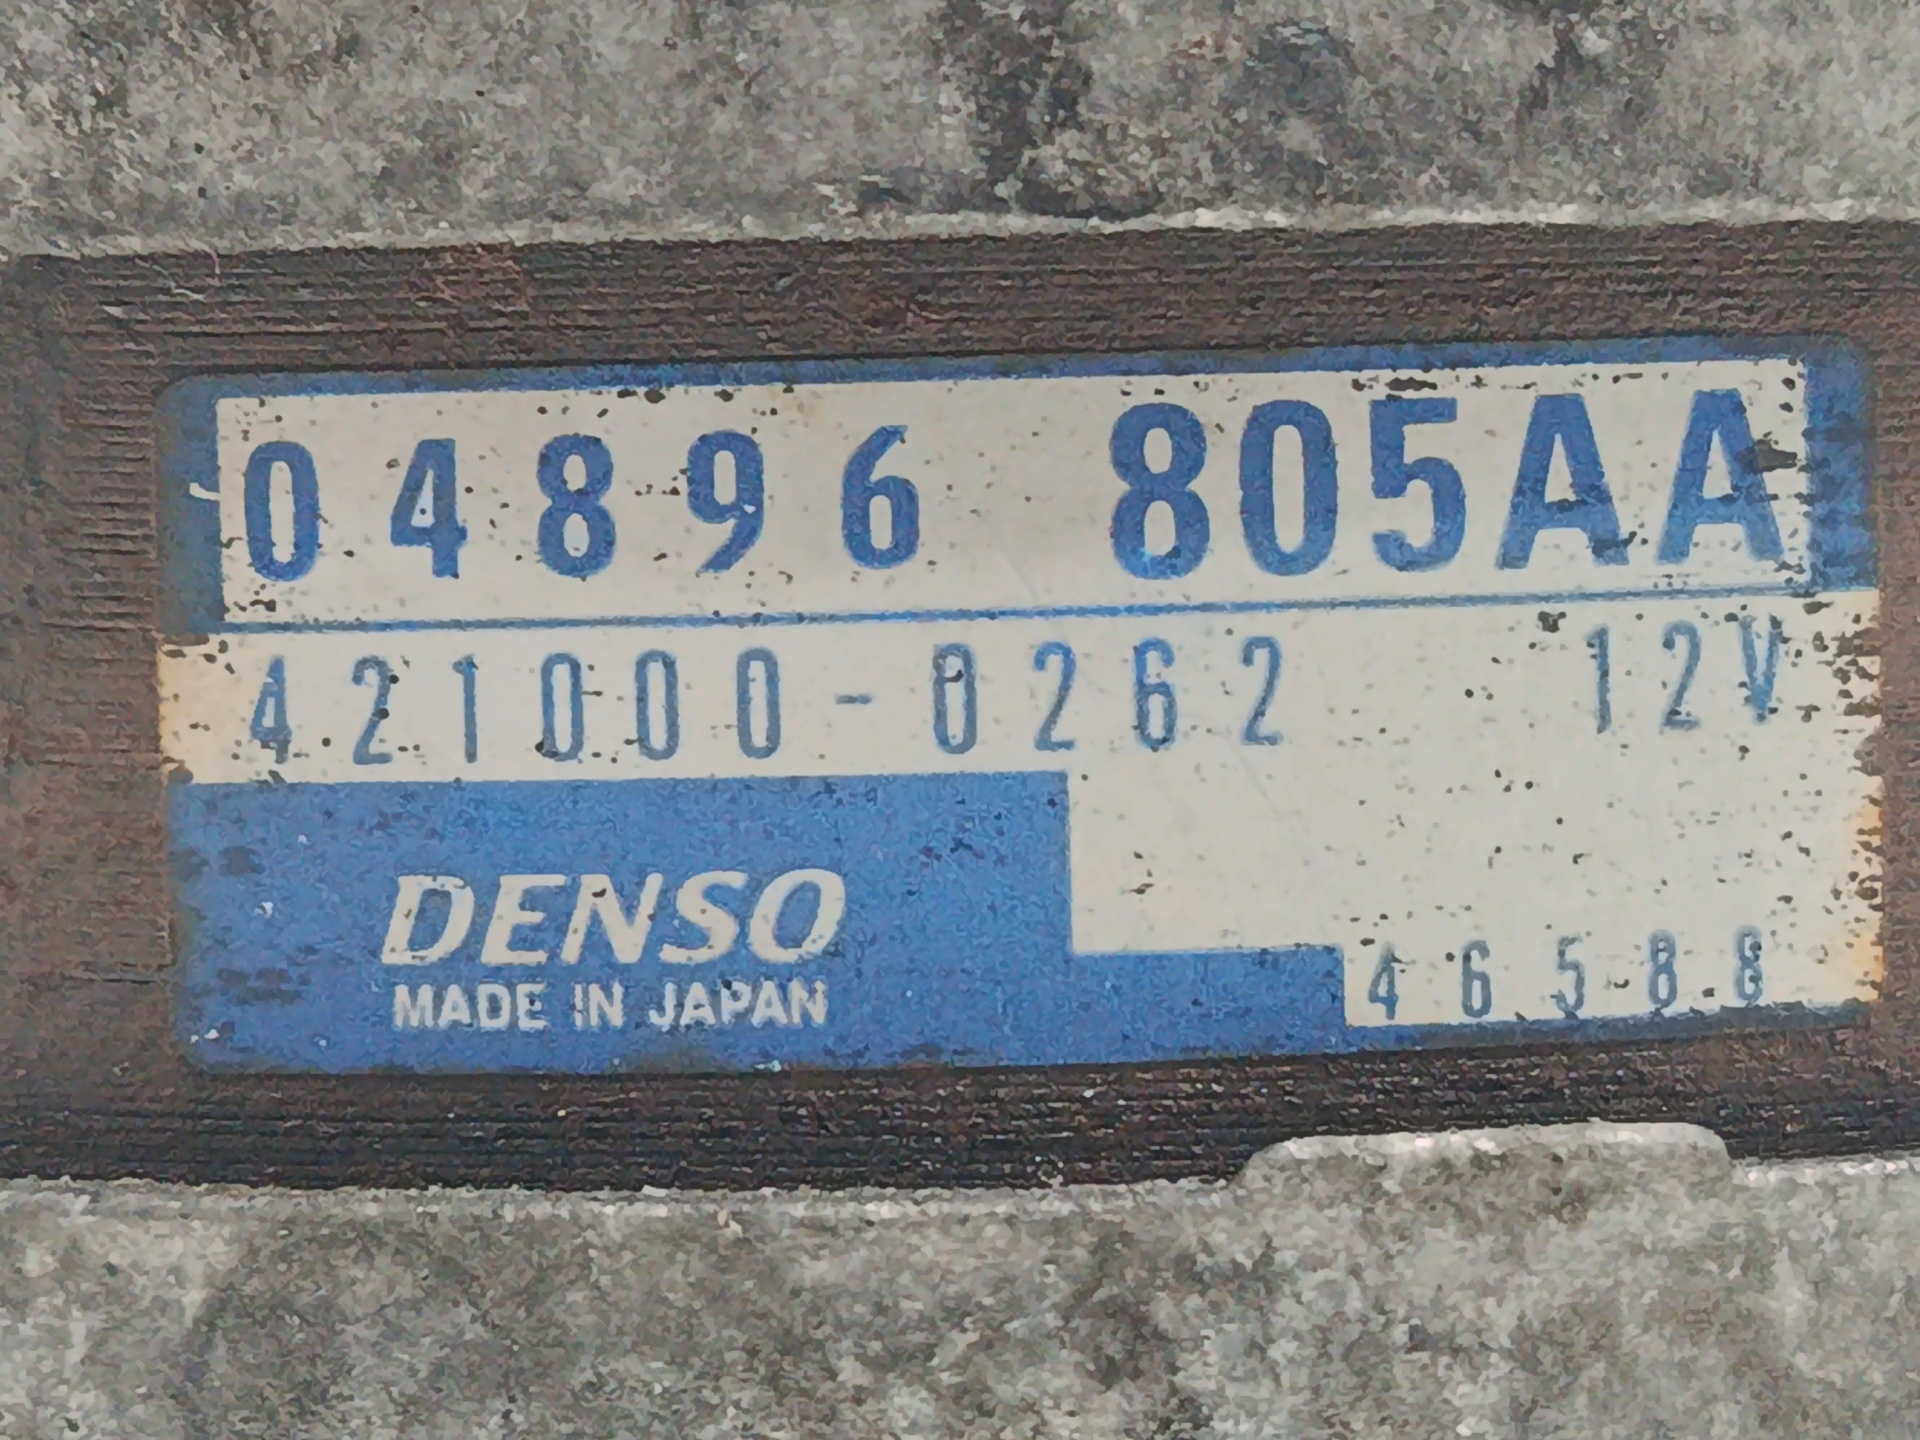 04896 805AA
421000-0262 12V
DENSO
MADE IN JAPAN
46588